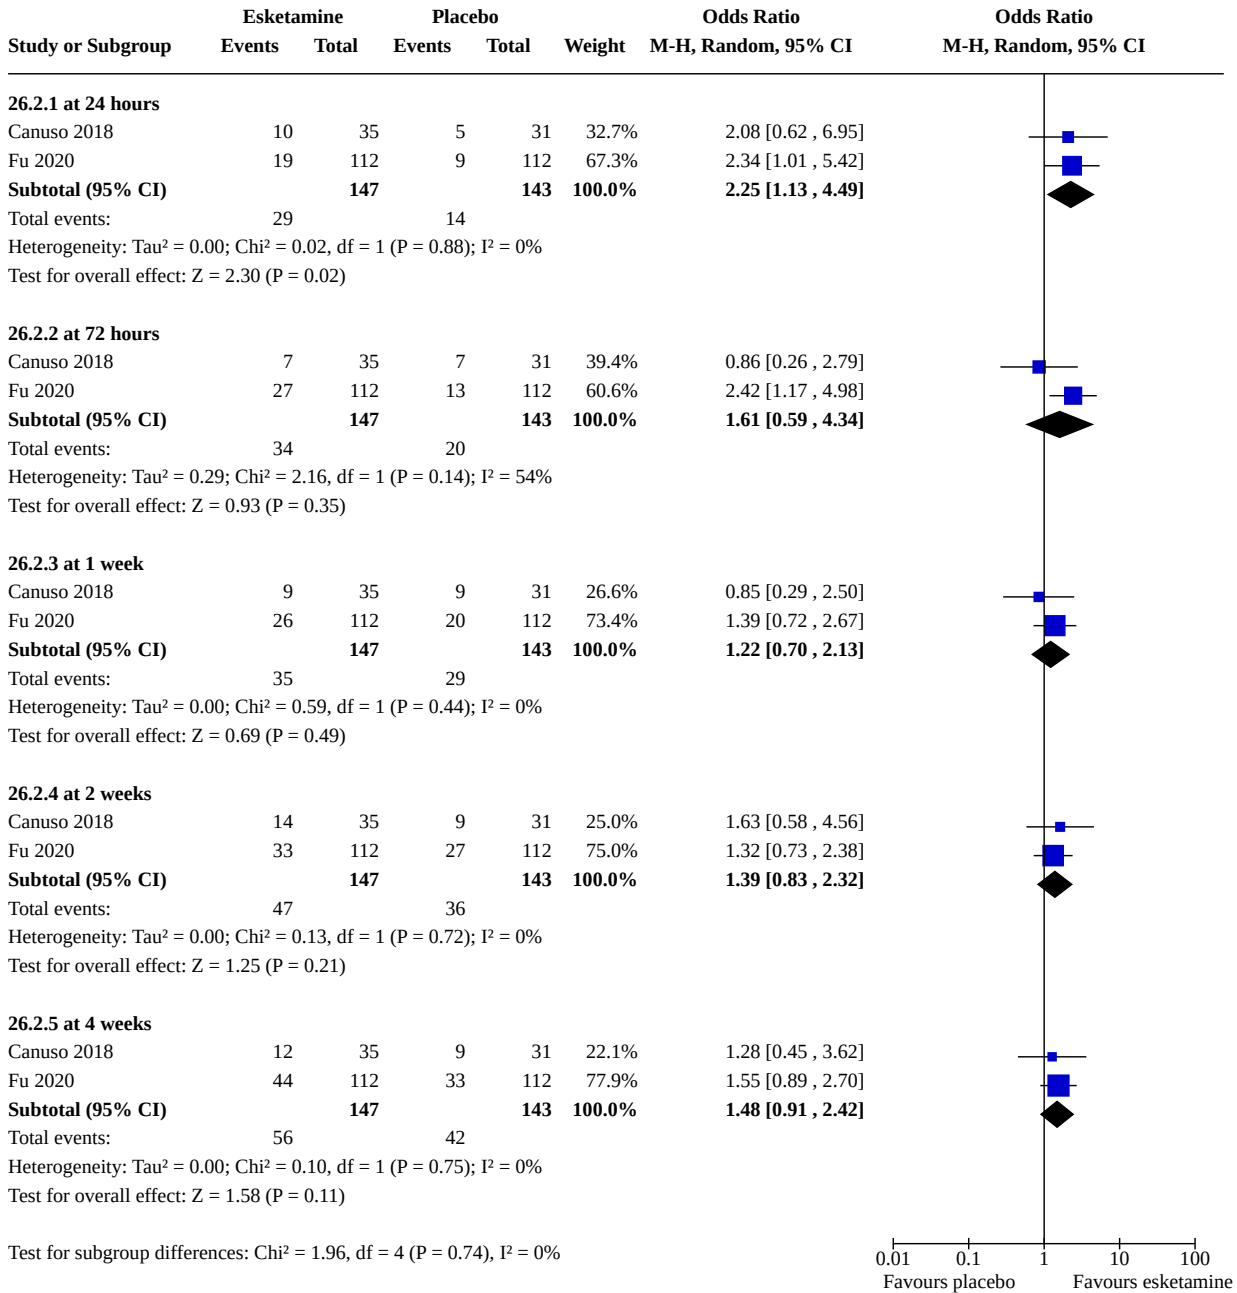 Esketamine Placebo Odds Ratio Odds Ratio
Study or Subgroup Events Total Events Total Weight M-H, Random, 95% CI M-H, Random, 95% CI
26.2.1 at 24 hours
Canuso 2018 10 35 5 31 32.7% 2.08 [0.62 , 6.95]
Fu 2020 19 112 9 112 67.3% 2.34 [1.01 , 5.42]
Subtotal (95% CI) 147 143 100.0% 2.25 [1.13 , 4.49]
Total events: 29 14
Heterogeneity: Tau² = 0.00; Chi² = 0.02, df = 1 (P = 0.88); I² = 0%
Test for overall effect: Z = 2.30 (P = 0.02)
26.2.2 at 72 hours
Canuso 2018 7 35 7 31 39.4% 0.86 [0.26 , 2.79]
Fu 2020 27 112 13 112 60.6% 2.42 [1.17 , 4.98]
Subtotal (95% CI) 147 143 100.0% 1.61 [0.59 , 4.34]
Total events: 34 20
Heterogeneity: Tau² = 0.29; Chi² = 2.16, df = 1 (P = 0.14); I² = 54%
Test for overall effect: Z = 0.93 (P = 0.35)
26.2.3 at 1 week
Canuso 2018 9 35 9 31 26.6% 0.85 [0.29 , 2.50]
Fu 2020 26 112 20 112 73.4% 1.39 [0.72 , 2.67]
Subtotal (95% CI) 147 143 100.0% 1.22 [0.70 , 2.13]
Total events: 35 29
Heterogeneity: Tau² = 0.00; Chi² = 0.59, df = 1 (P = 0.44); I² = 0%
Test for overall effect: Z = 0.69 (P = 0.49)
26.2.4 at 2 weeks
Canuso 2018 14 35 9 31 25.0% 1.63 [0.58 , 4.56]
Fu 2020 33 112 27 112 75.0% 1.32 [0.73 , 2.38]
Subtotal (95% CI) 147 143 100.0% 1.39 [0.83 , 2.32]
Total events: 47 36
Heterogeneity: Tau² = 0.00; Chi² = 0.13, df = 1 (P = 0.72); I² = 0%
Test for overall effect: Z = 1.25 (P = 0.21)
26.2.5 at 4 weeks
Canuso 2018 12 35 9 31 22.1% 1.28 [0.45 , 3.62]
Fu 2020 44 112 33 112 77.9% 1.55 [0.89 , 2.70]
Subtotal (95% CI) 147 143 100.0% 1.48 [0.91 , 2.42]
Total events: 56 42
Heterogeneity: Tau² = 0.00; Chi² = 0.10, df = 1 (P = 0.75); I² = 0%
Test for overall effect: Z = 1.58 (P = 0.11)
Test for subgroup differences: Chi² = 1.96, df = 4 (P = 0.74), I² = 0%
0.01 0.1 1 10 100
Favours placebo Favours esketamine